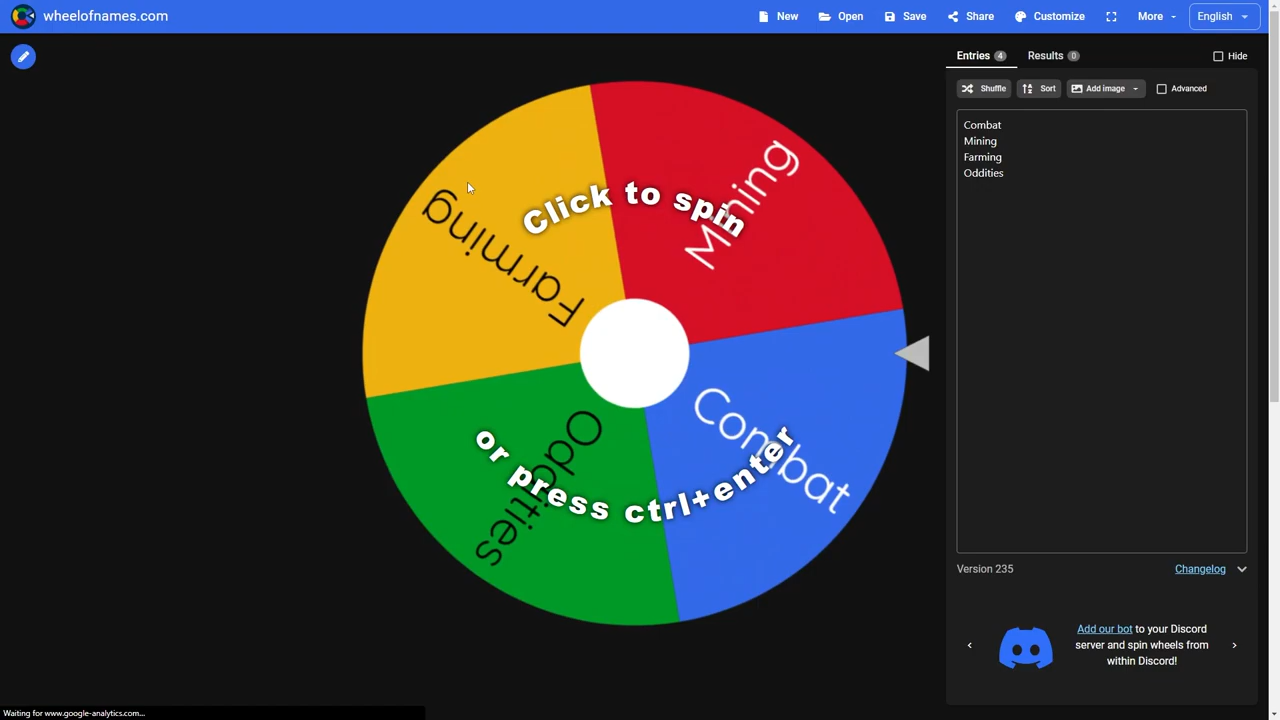 wheelofnames.com
New
Open
Save
Share
Customize
More
English
Entries 4
Results 0
Hide
Shuffle
Sort
Add image
Advanced
Combat
Mining
Farming
Oddities
Click to spin
or press ctrl+enter
Mining
Farming
Oddities
Combat
Version 235
Changelog
Add our bot to your Discord
server and spin wheels from
within Discord!
Waiting for www.google-analytics.com...